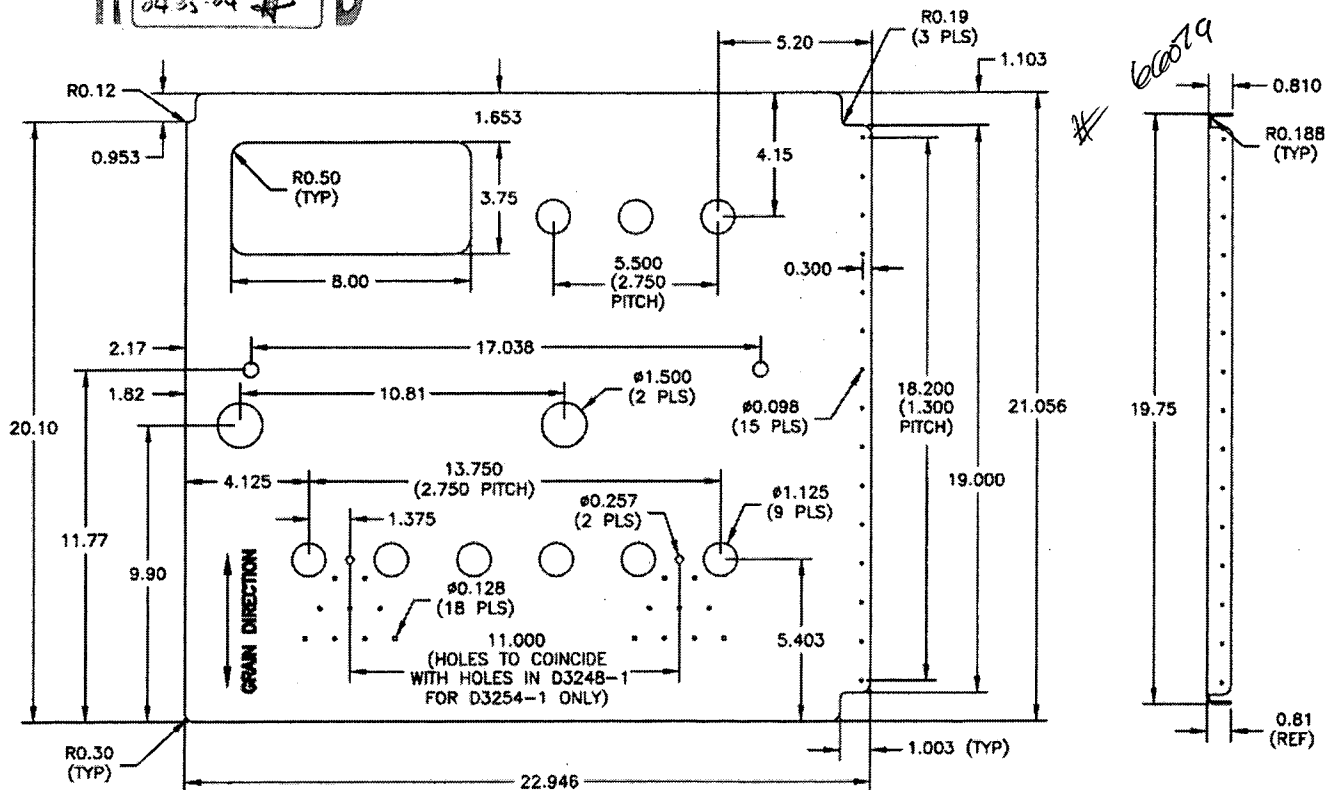 5.20
R0.19
(3 PLS)
1.103
0.810
R0.12
1.653
0.953
R0.50
(TYP)
3.75
4.15
R0.188
(TYP)
8.00
5.500
(2.750
PITCH)
0.300
2.17
17.038
1.82
10.81
ø1.500
(2 PLS)
ø0.098
(15 PLS)
18.200
(1.300
PITCH)
21.056
19.75
20.10
4.125
13.750
(2.750 PITCH)
19.000
1.375
ø0.257
(2 PLS)
ø1.125
(9 PLS)
11.77
9.90
GRAIN DIRECTION
ø0.128
(18 PLS)
11.000
(HOLES TO COINCIDE
WITH HOLES IN D3248-1
FOR D3254-1 ONLY)
5.403
R0.30
(TYP)
1.003 (TYP)
0.81
(REF)
22.946